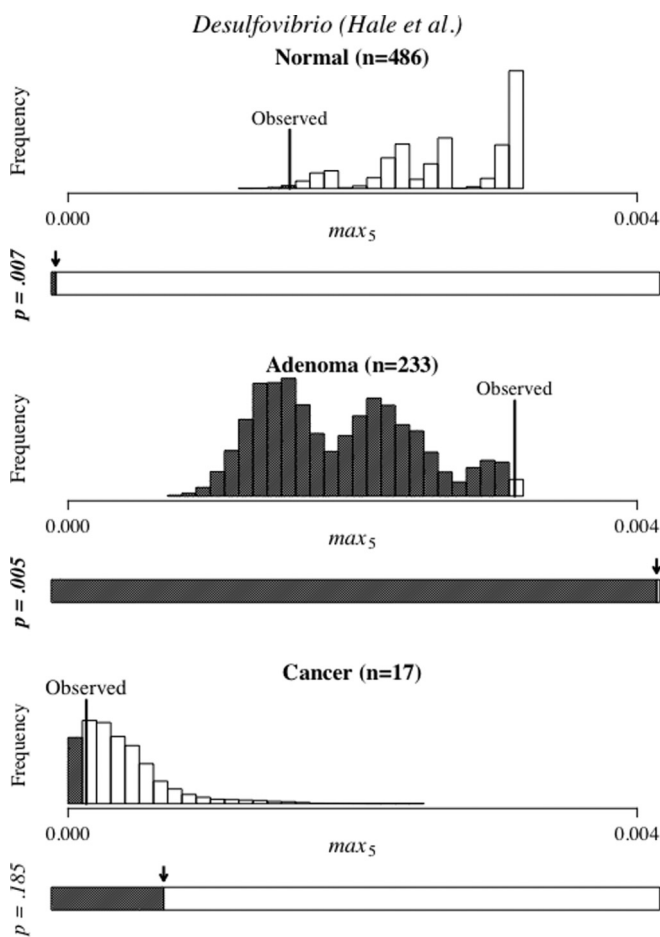 Desulfovibrio (Hale et al.)
Normal (n=486)
Frequency
Observed
0.000
0.004
max5
p = .007
Adenoma (n=233)
Frequency
Observed
0.000
0.004
max5
p = .005
Cancer (n=17)
Frequency
Observed
0.000
0.004
max5
p = .185